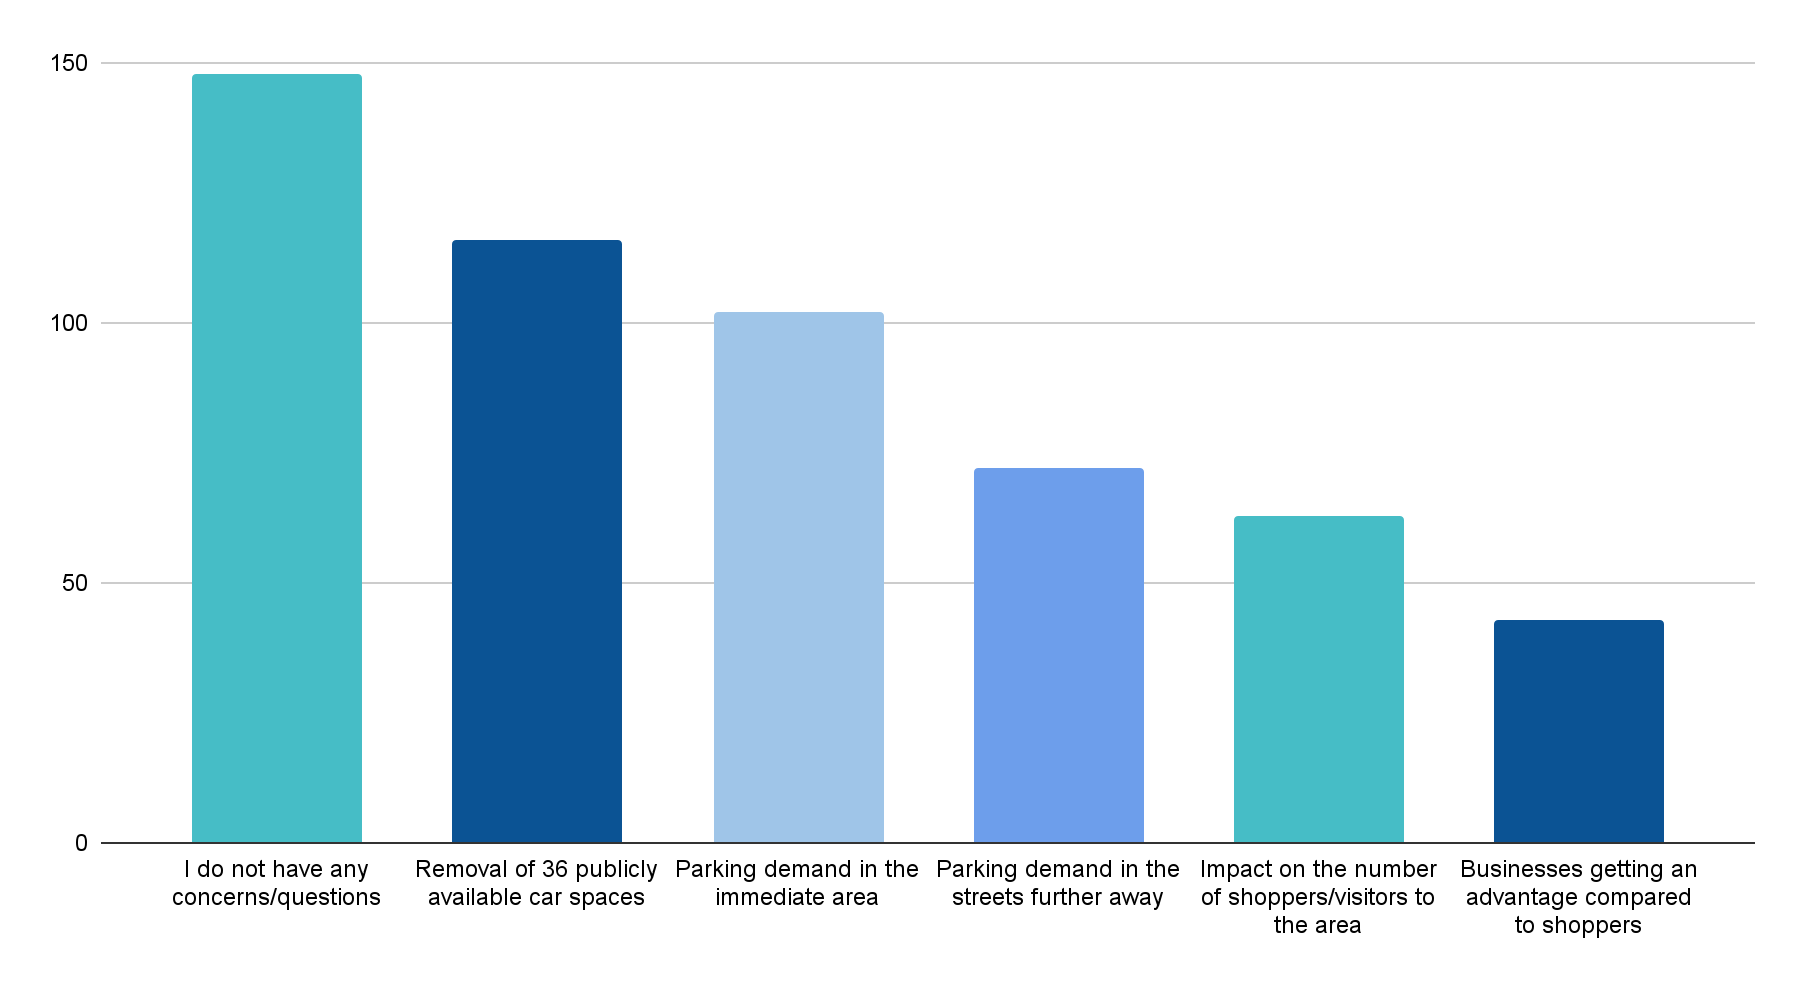 150
100
50
0
I do not have any
concerns/questions
Removal of 36 publicly
available car spaces
Parking demand in the
immediate area
Parking demand in the
streets further away
Impact on the number
of shoppers/visitors to
the area
Businesses getting an
advantage compared
to shoppers